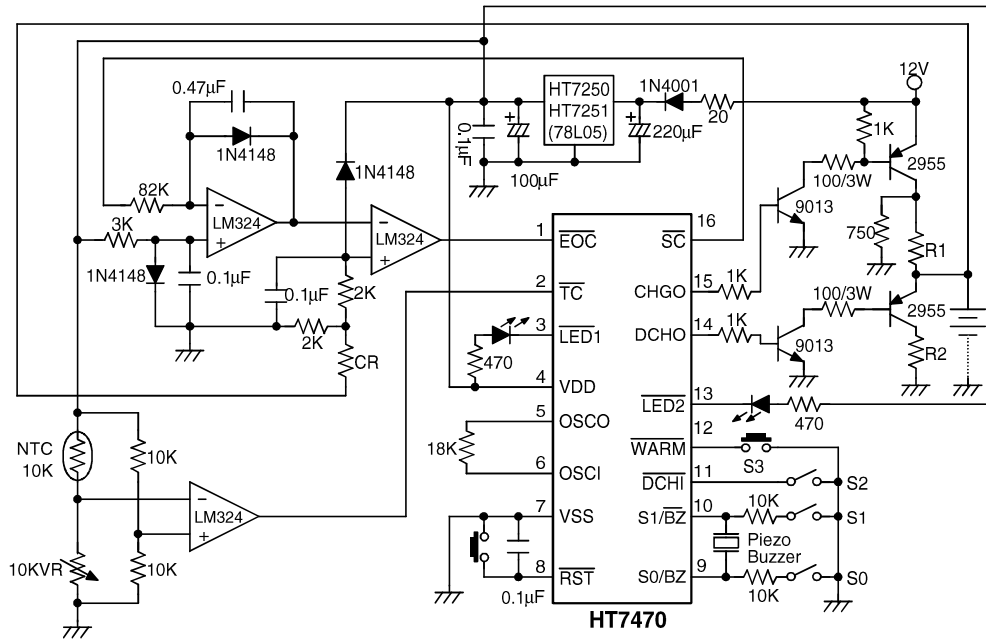 12V
0.47µF
HT7250
HT7251
(78L05)
1N4001
20
1K
2955
0.1µF
220µF
100µF
1N4148
1N4148
100/3W
9013
82K
LM324
3K
LM324
1
EOC
SC
16
750
R1
1N4148
0.1µF
0.1µF
2K
2
TC
CHGO
15
1K
100/3W
2955
2K
3
LED1
DCHO
14
1K
9013
R2
CR
470
4
VDD
13
LED2
470
NTC
10K
10K
5
OSCO
12
WARM
S3
18K
6
OSCI
11
DCHI
S2
LM324
7
VSS
10
S1/BZ
10K
S1
Piezo
Buzzer
10KVR
10K
8
RST
9
S0/BZ
10K
S0
0.1µF
HT7470